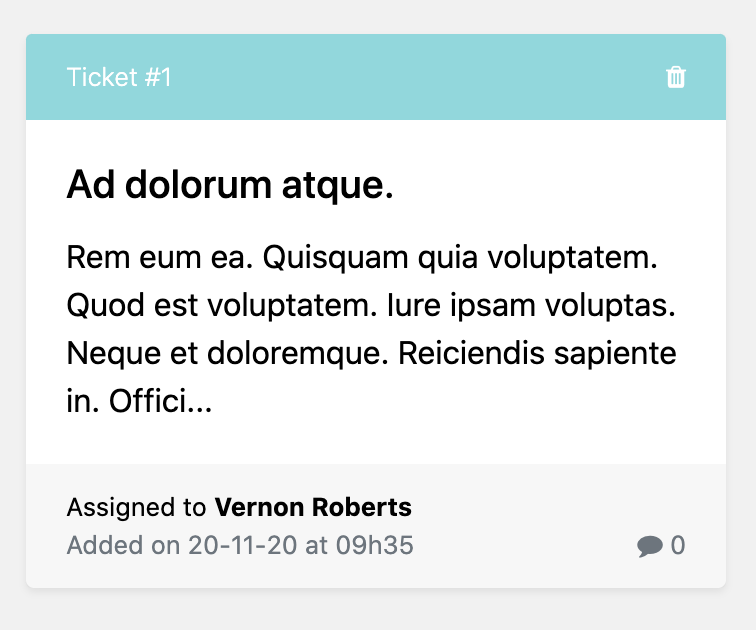 Ticket #1
Ad dolorum atque.
Rem eum ea. Quisquam quia voluptatem.
Quod est voluptatem. Iure ipsam voluptas.
Neque et doloremque. Reiciendis sapiente
in. Offici...
Assigned to Vernon Roberts
Added on 20-11-20 at 09h35
0